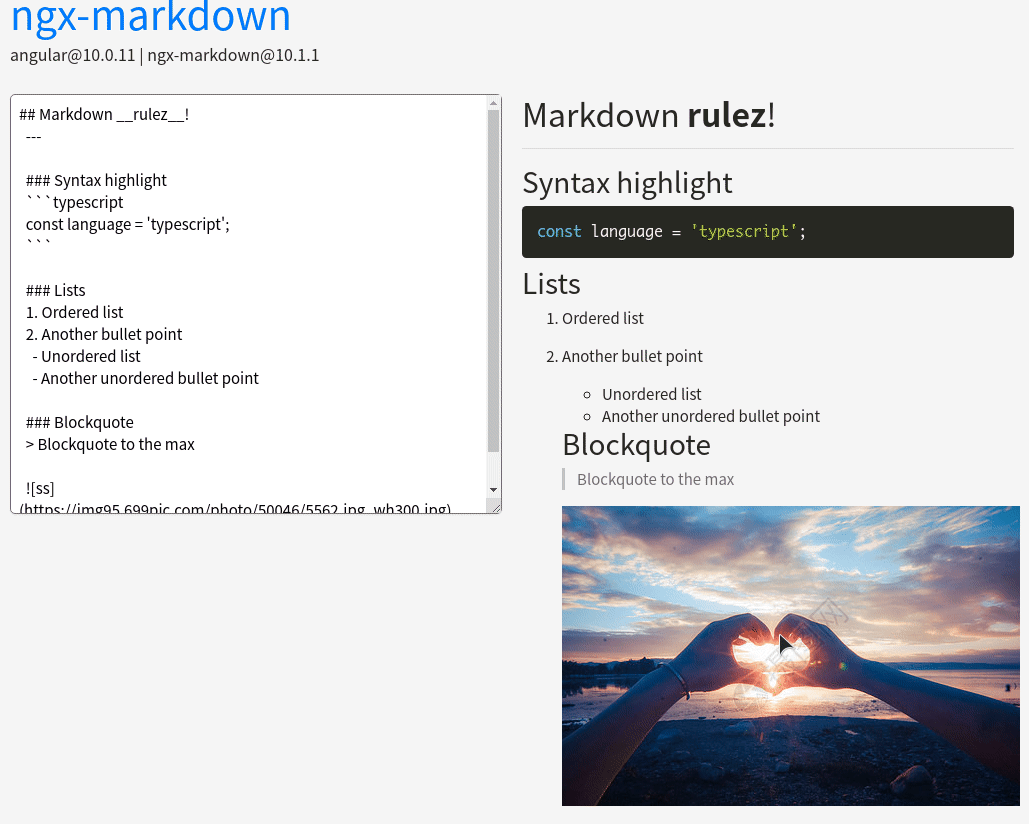 ngx-markdown
angular@10.0.11 | ngx-markdown@10.1.1
## Markdown __rulez__!
---
### Syntax highlight
```typescript
const language = 'typescript';
```
### Lists
1. Ordered list
2. Another bullet point
- Unordered list
- Another unordered bullet point
### Blockquote
> Blockquote to the max
![ss]
(https://img95.699pic.com/photo/50046/5562.jpg_wh300.jpg)
Markdown rulez!
Syntax highlight
const language = 'typescript';
Lists
1. Ordered list
2. Another bullet point
Unordered list
Another unordered bullet point
Blockquote
Blockquote to the max